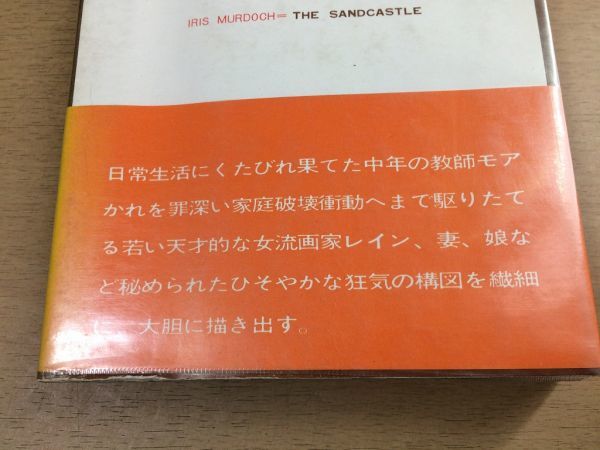 IRIS MURDOCH= THE SANDCASTLE
日常生活にくたびれ果てた中年の教師モア
かれを罪深い家庭破壊衝動へまで駆りたて
る若い天才的な女流画家レイン、妻、娘な
ど秘められたひそやかな狂気の構図を繊細
に、大胆に描き出す。